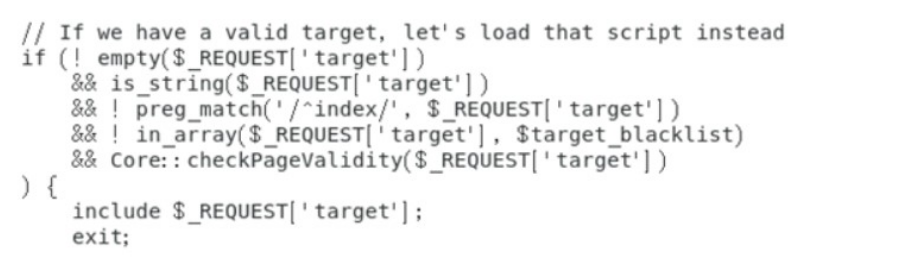 // If we have a valid target, let's load that script instead
if (! empty($_REQUEST['target'])
&& is_string($_REQUEST['target'])
&& ! preg_match('/^index/', $_REQUEST['target'])
&& ! in_array($_REQUEST['target'], $target_blacklist)
&& Core::checkPageValidity($_REQUEST['target'])
) {
include $_REQUEST['target'];
exit;